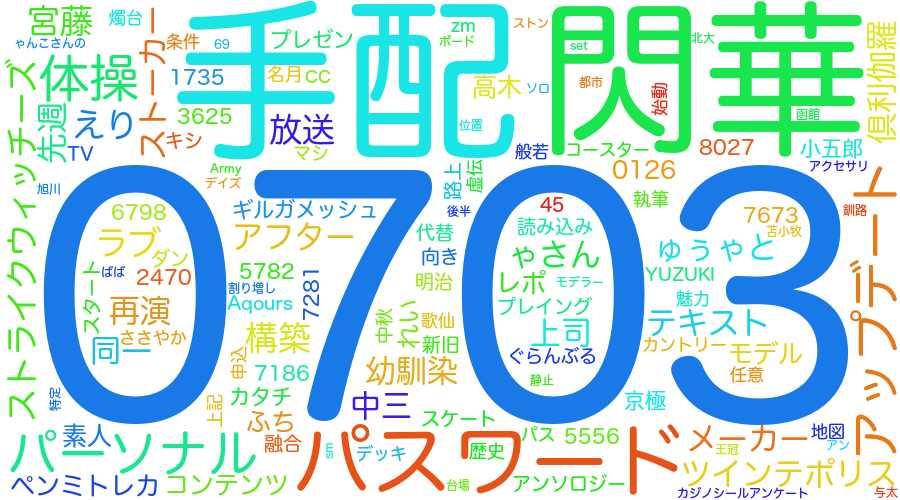 手配
閃華
0703
パスワード
パーソナル
アップデート
ストライクウィッチーズ
ストーカー
宮藤
燭台
ゃんこさんの
条件
69
プレゼン
zm
ボード
ストン
set
北大
倶利伽羅
体操
1735
名月
CC
高木
ソロ
都市
始動
函館
3625
先週
えり
キシ
放送
位置
小五郎
TV
マシ
般若
コースター
8027
アクセサリ
旭川
Army
デイズ
路上
虚伝
0126
執筆
後半
45
7673
釧路
苫小牧
6798
ギルガメッシュ
アフター
代替
読み込み
ラブ
ダン
向き
ゃさん
ゅうゃと
スタート
ぱぱ
2470
5782
割り増し
Aqours
7281
明治
レポ
モデラー
YUZUKI
魅力
再演
ささやか
中秋
れい
歌仙
新旧
プレイング
上司
テキスト
同一
構築
申込
7186
幼馴染
ぐらんぶる
静止
カントリー
モデル
任意
特定
上記
カタチ
ふち
中三
スケート
京極
素人
融合
sm
デッキ
歴史
パス
5556
メーカー
地図
アン
王冠
ペンミトレカ
コンテンツ
台場
アンソロジー
ツインテポリス
カジノシールアンケート
与太